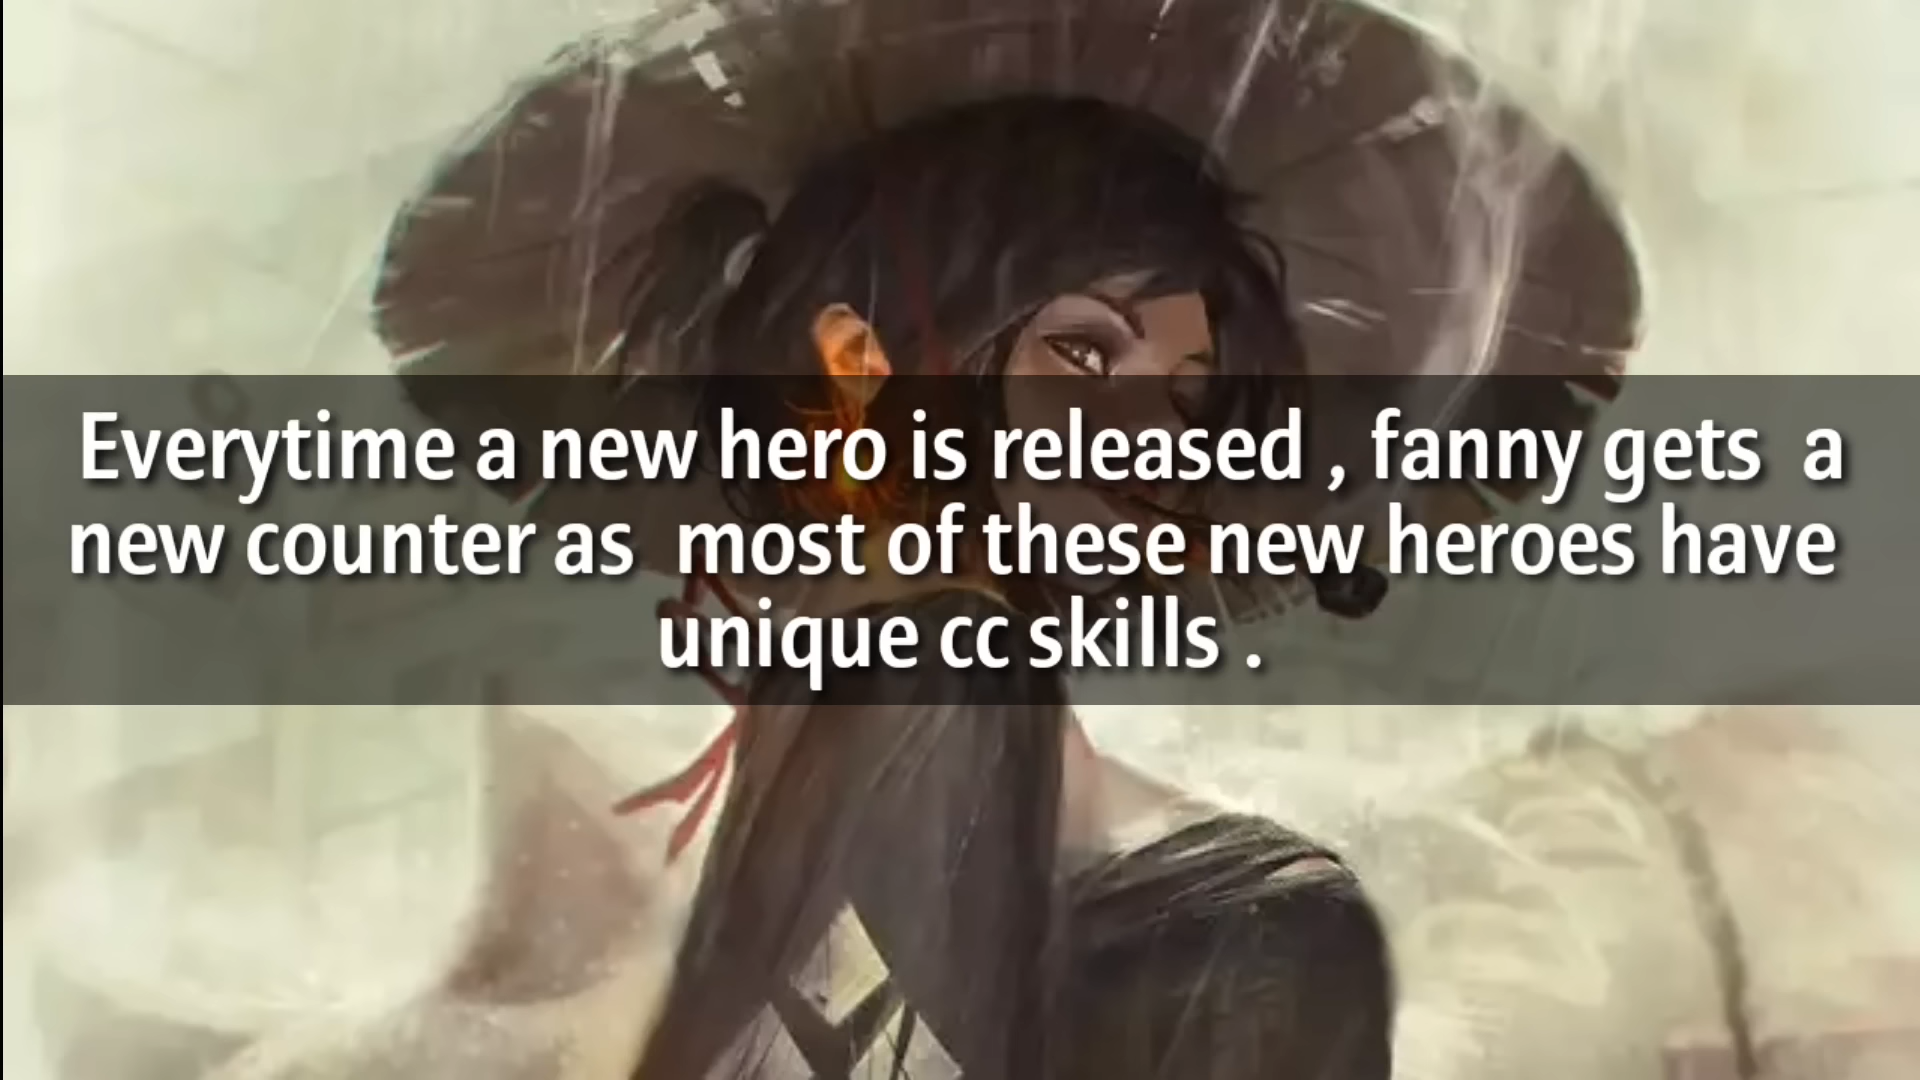 Everytime a new hero is released , fanny gets a
new counter as most of these new heroes have
unique cc skills .